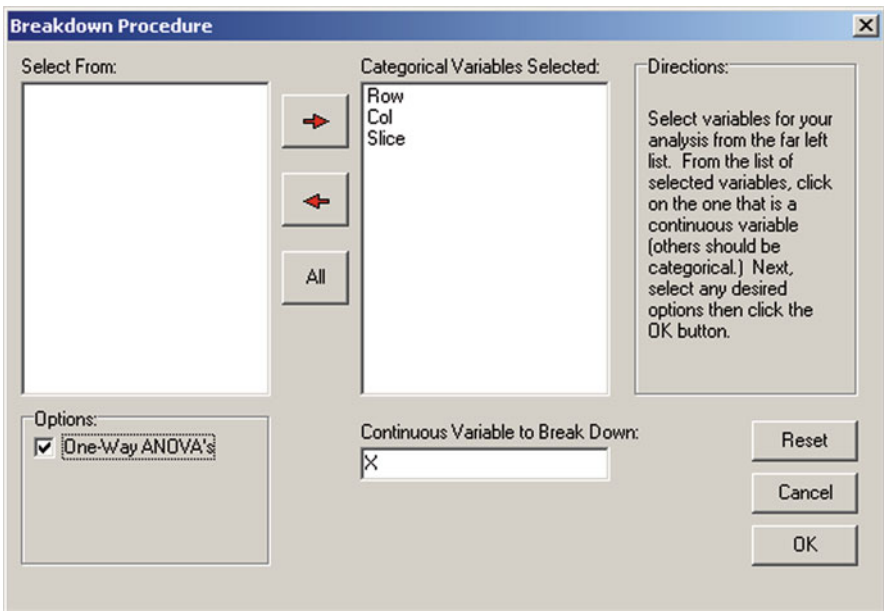 Breakdown Procedure
Select From:
All
Categorical Variables Selected:
Row
Col
Slice
Directions:
Select variables for your
analysis from the far left
list. From the list of
selected variables, click
on the one that is a
continuous variable
(others should be
categorical.) Next,
select any desired
options then click the
OK button.
Options:
One-Way ANOVA's
Continuous Variable to Break Down:
X
Reset
Cancel
OK